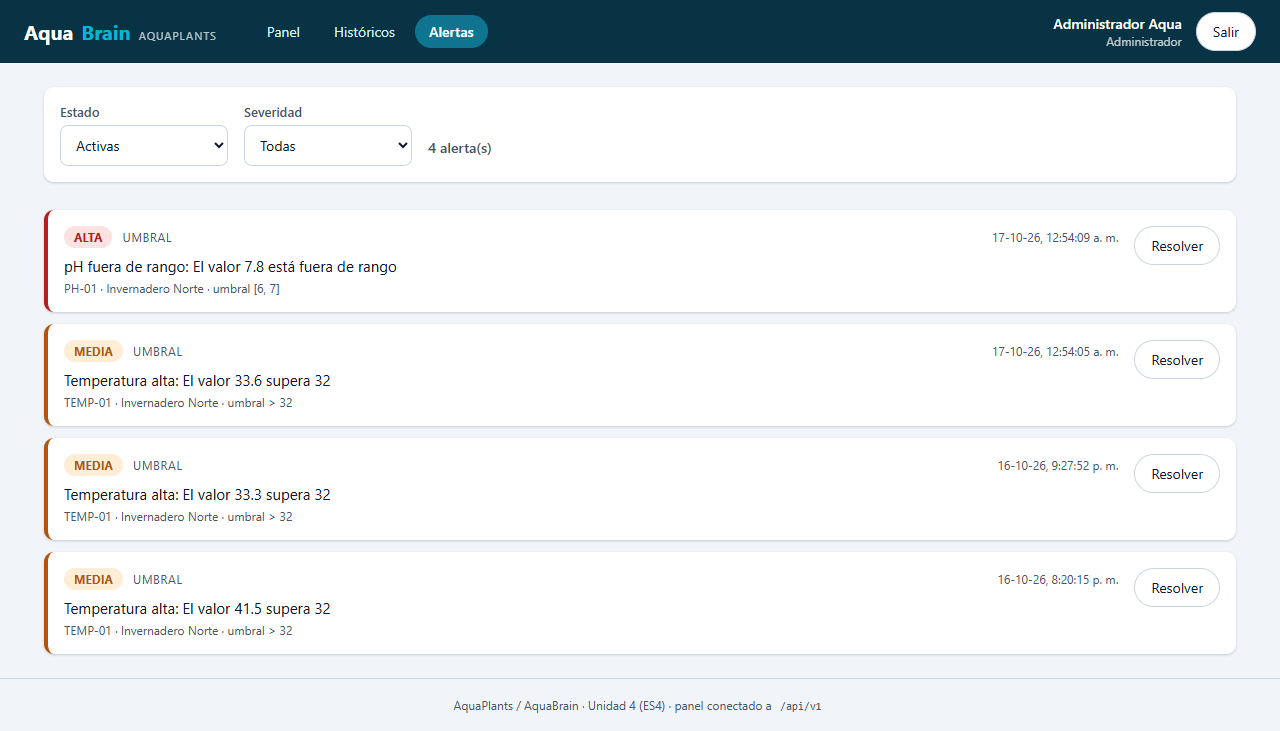 Aqua Brain AQUAPLANTS Panel Históricos Alertas Administrador Aqua Salir
Administrador
Estado Severidad
Activas Todas 4 alerta(s)
ALTA UMBRAL 17-10-26, 12:54:09 a. m. Resolver
pH fuera de rango: El valor 7.8 está fuera de rango
PH-01 · Invernadero Norte · umbral [6, 7]
MEDIA UMBRAL 17-10-26, 12:54:05 a. m. Resolver
Temperatura alta: El valor 33.6 supera 32
TEMP-01 · Invernadero Norte · umbral > 32
MEDIA UMBRAL 16-10-26, 9:27:52 p. m. Resolver
Temperatura alta: El valor 33.3 supera 32
TEMP-01 · Invernadero Norte · umbral > 32
MEDIA UMBRAL 16-10-26, 8:20:15 p. m. Resolver
Temperatura alta: El valor 41.5 supera 32
TEMP-01 · Invernadero Norte · umbral > 32
AquaPlants / AquaBrain · Unidad 4 (ES4) · panel conectado a /api/v1